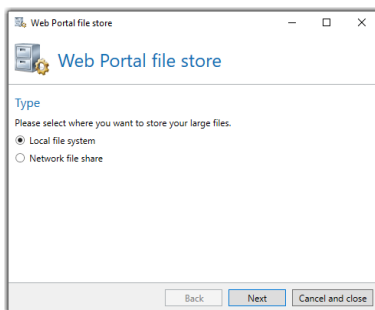 Web Portal file store
Web Portal file store
Type
Please select where you want to store your large files.
Local file system
Network file share
Back
Next
Cancel and close